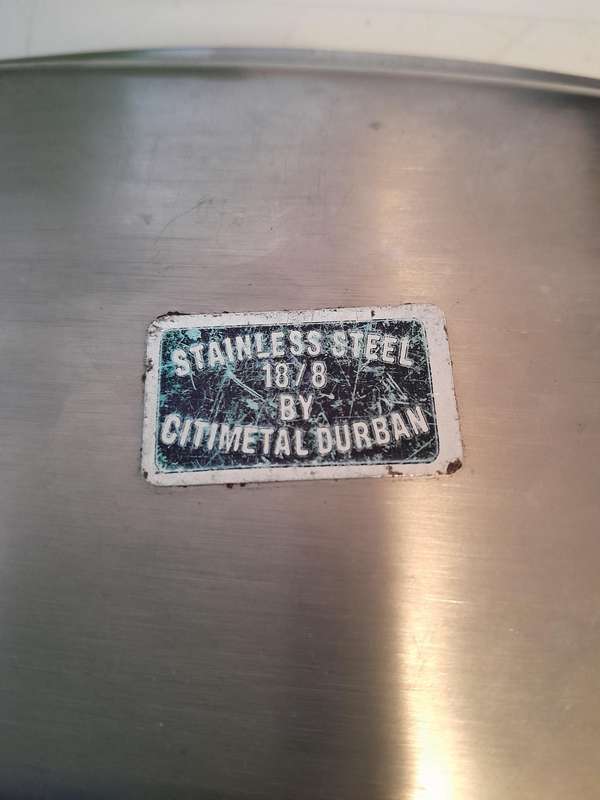 STAINLESS STEEL
18/8
BY
CITIMETAL DURBAN